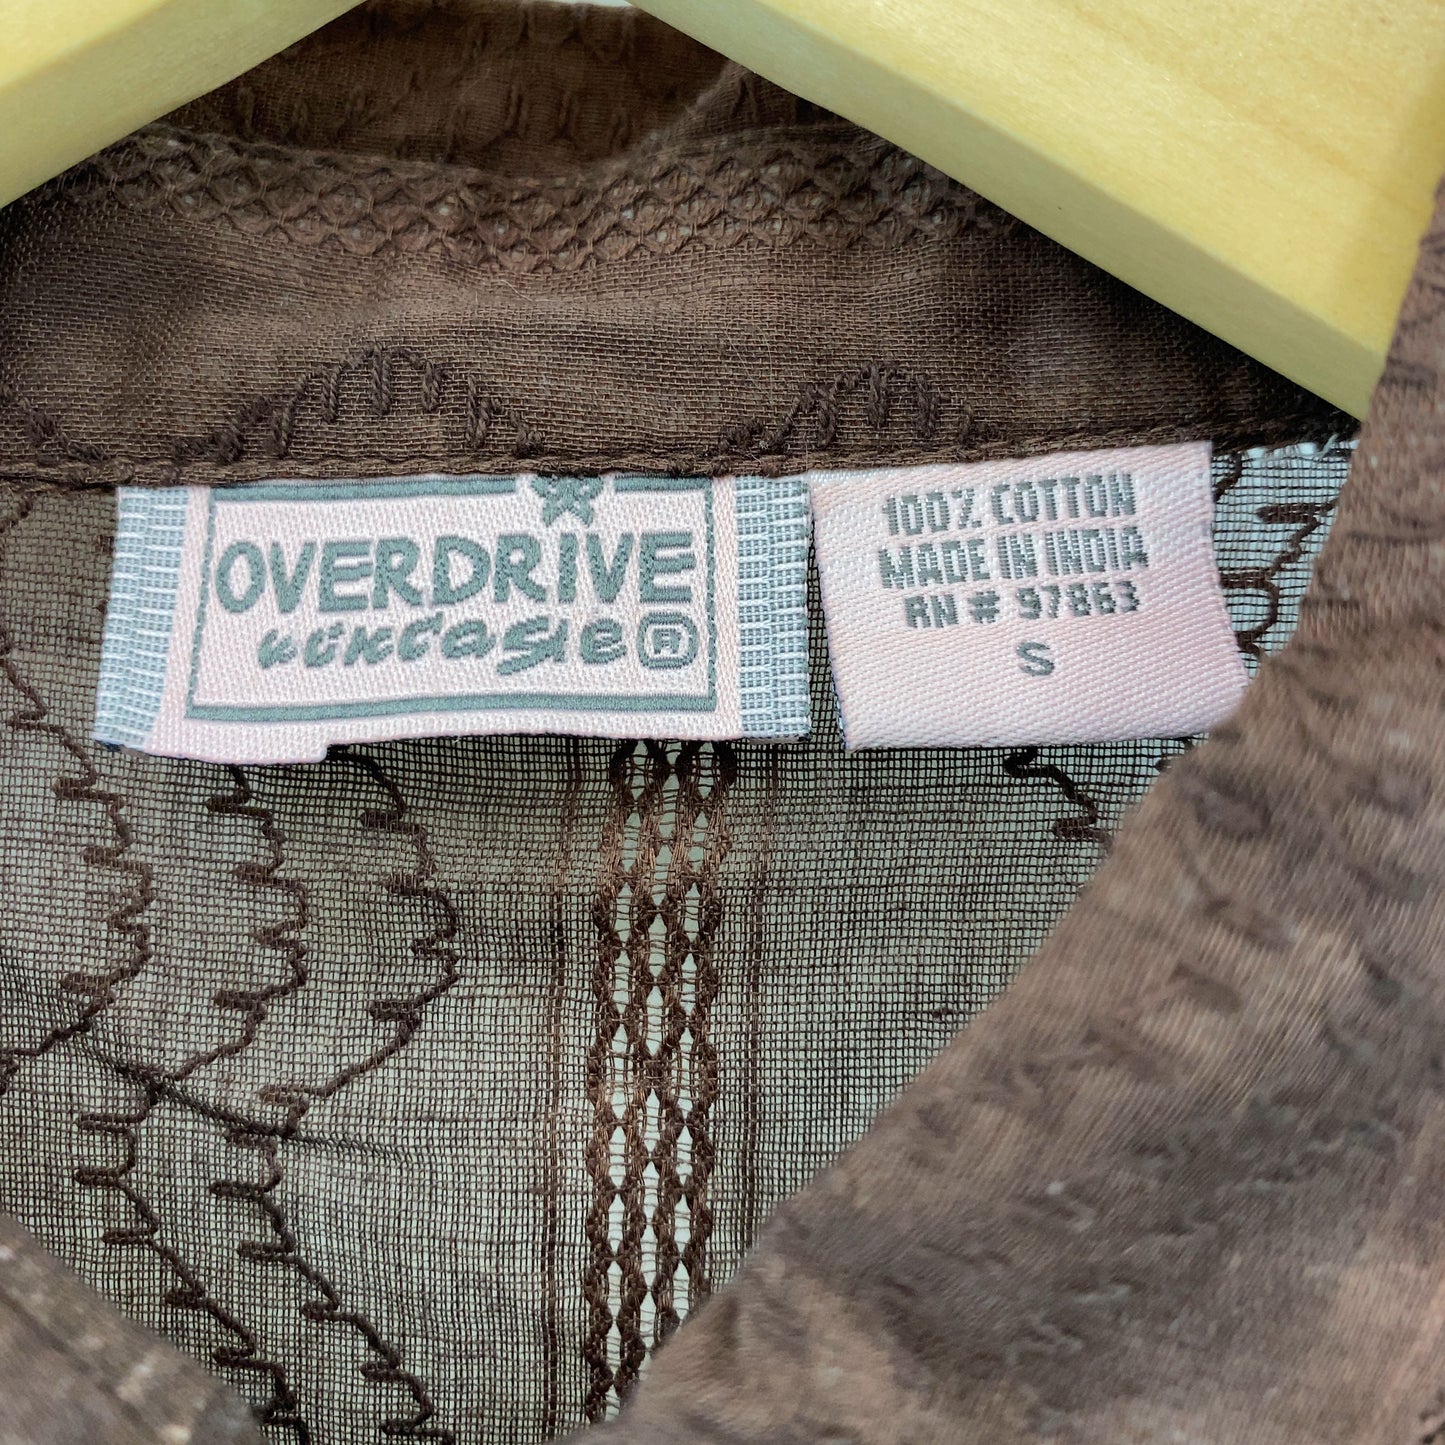 OVERDRIVE
vintage ®
100% COTTON
MADE IN INDIA
RN # 97863
S